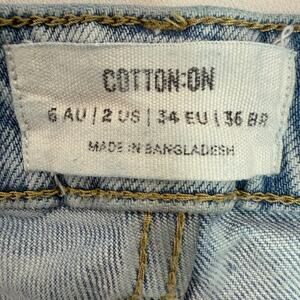 COTTON:ON
6 AU | 2 US | 34 EU | 36 BR
MADE IN BANGLADESH